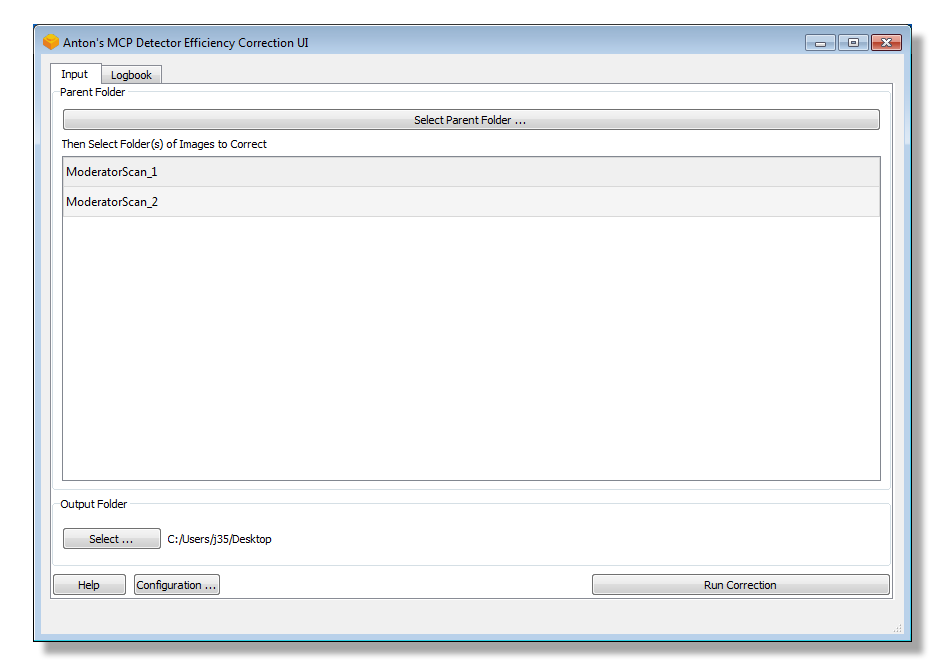 Anton's MCP Detector Efficiency Correction UI
Input Logbook
Parent Folder
Select Parent Folder ...
Then Select Folder(s) of Images to Correct
ModeratorScan_1
ModeratorScan_2
Output Folder
Select ... C:/Users/j35/Desktop
Help Configuration ... Run Correction